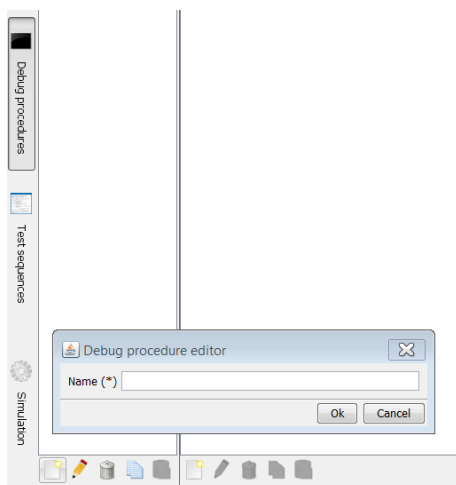 Debug procedures
Test sequences
Simulation
Debug procedure editor
Name (*)
Ok Cancel